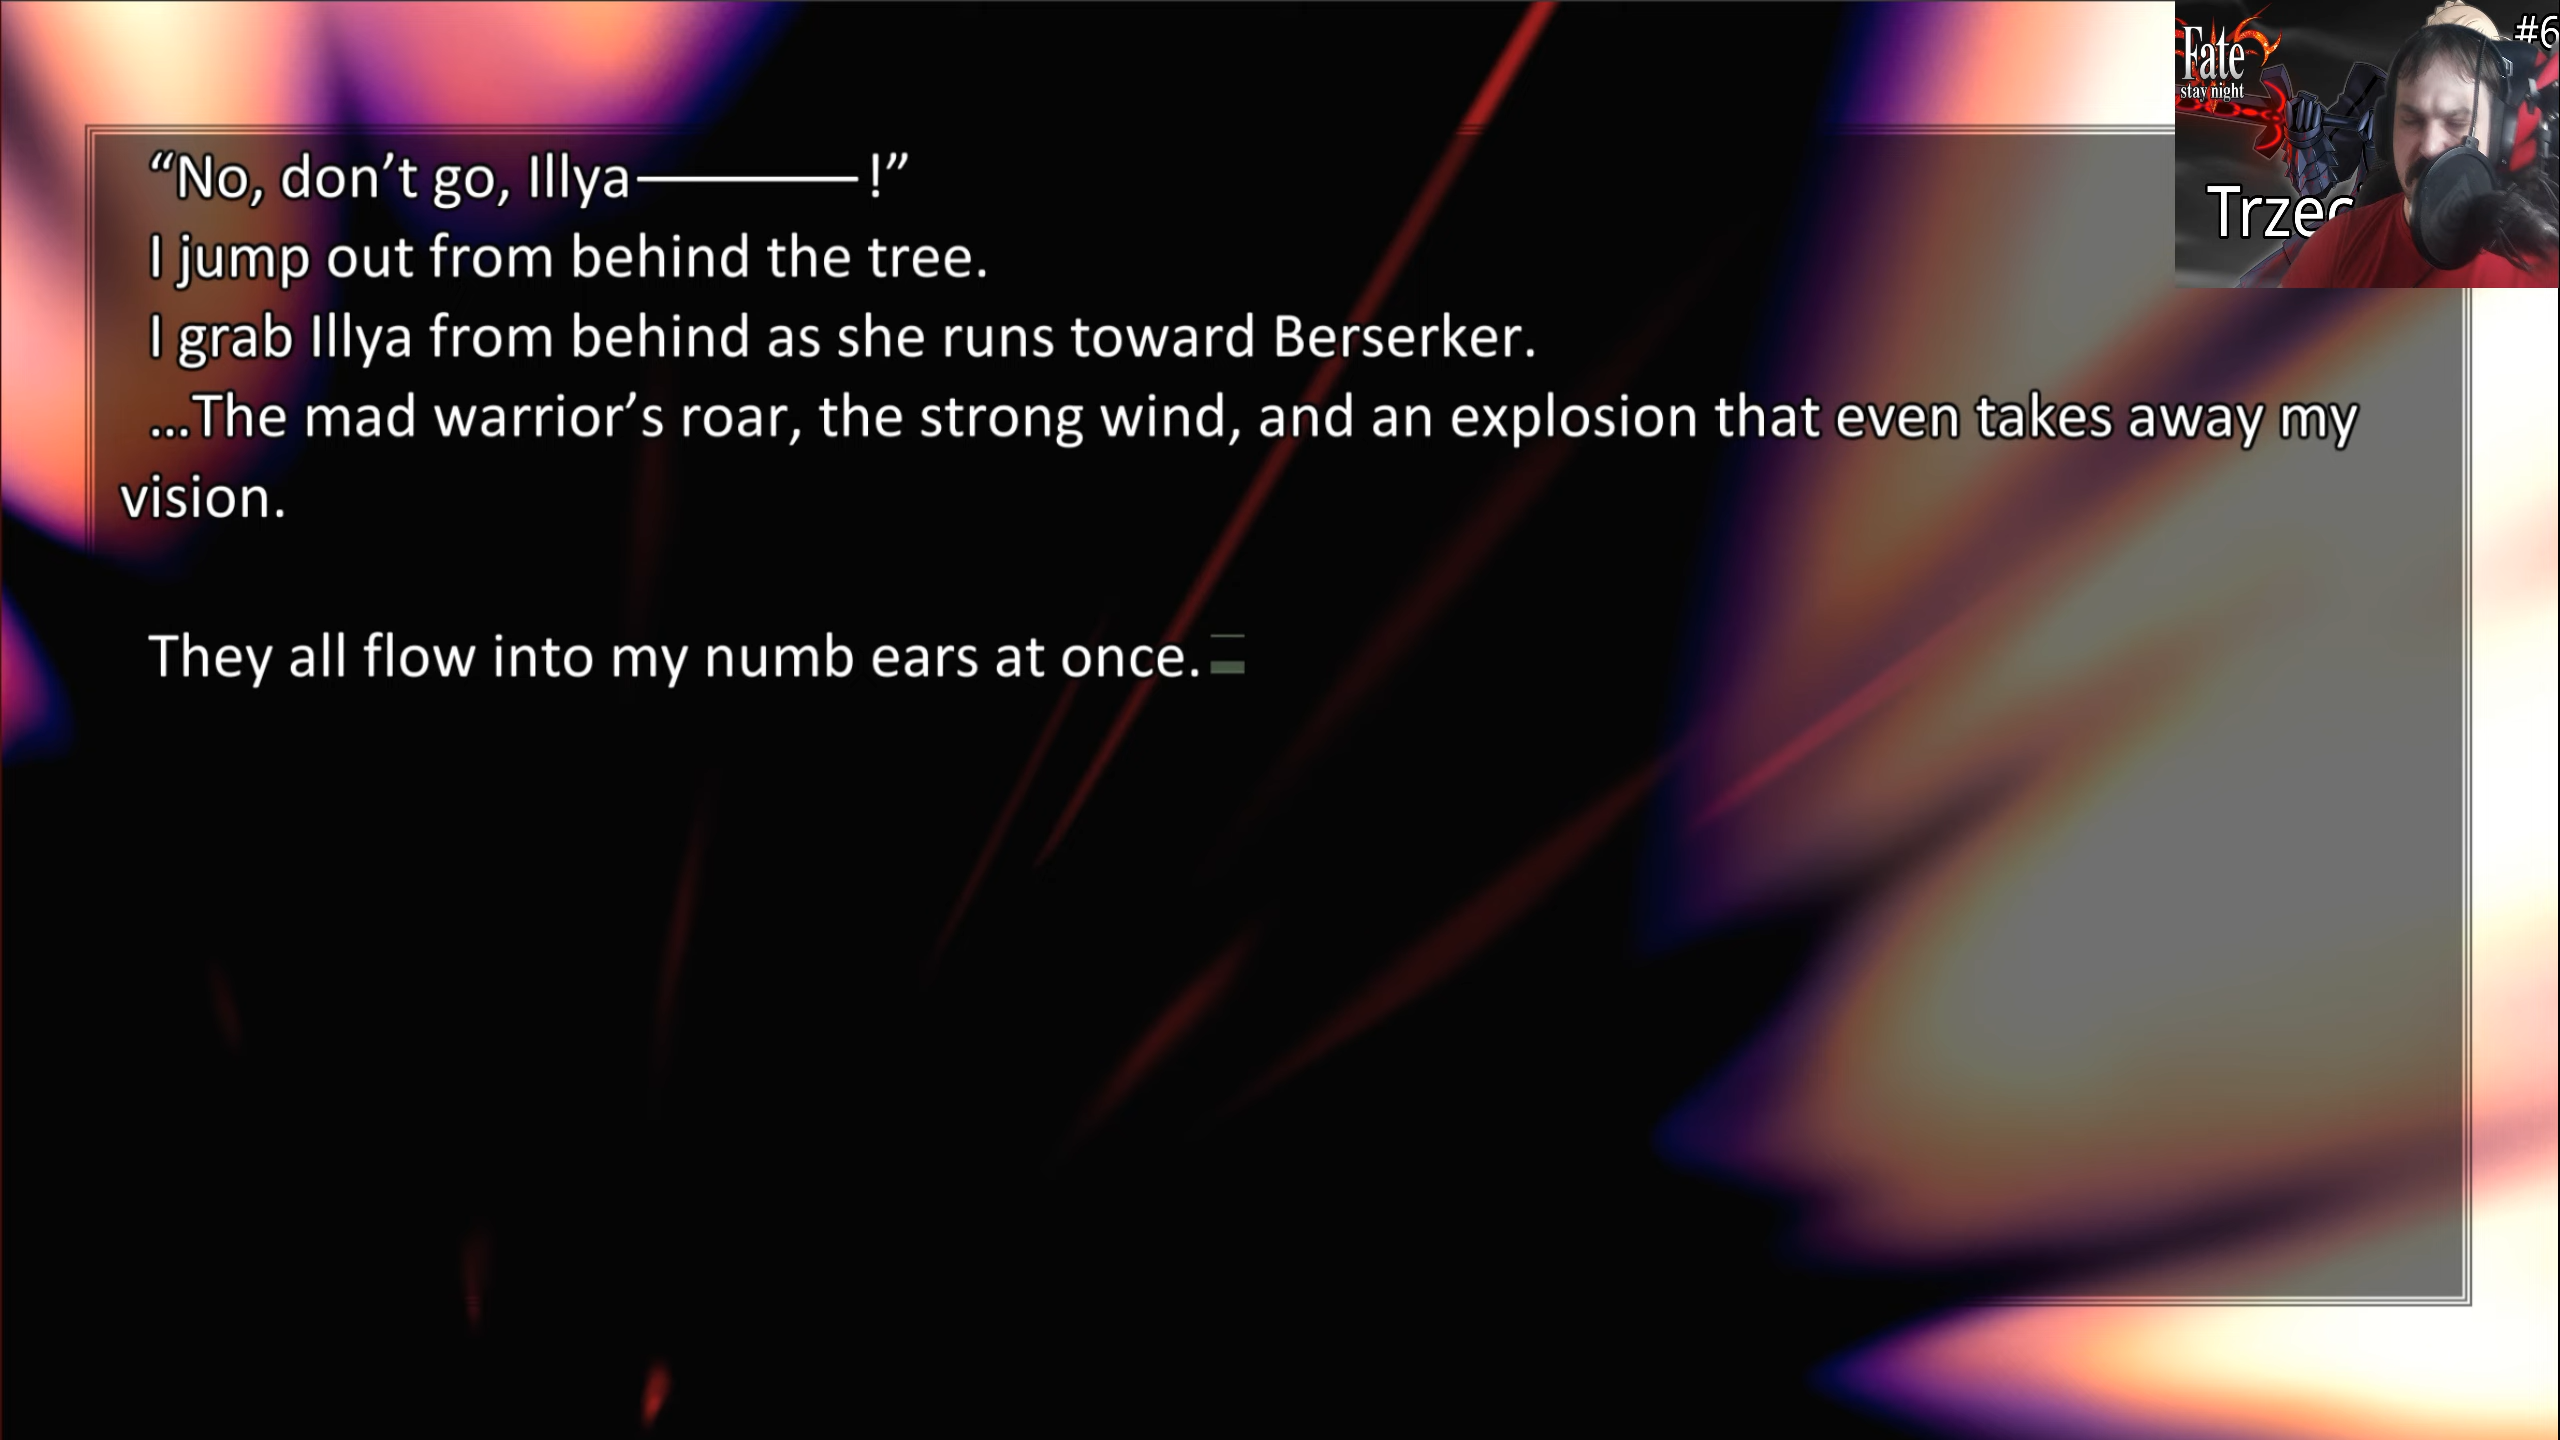 “No, don’t go, Illya————!”
I jump out from behind the tree.
I grab Illya from behind as she runs toward Berserker.
…The mad warrior’s roar, the strong wind, and an explosion that even takes away my
vision.
They all flow into my numb ears at once.
Fate
stay night
#6